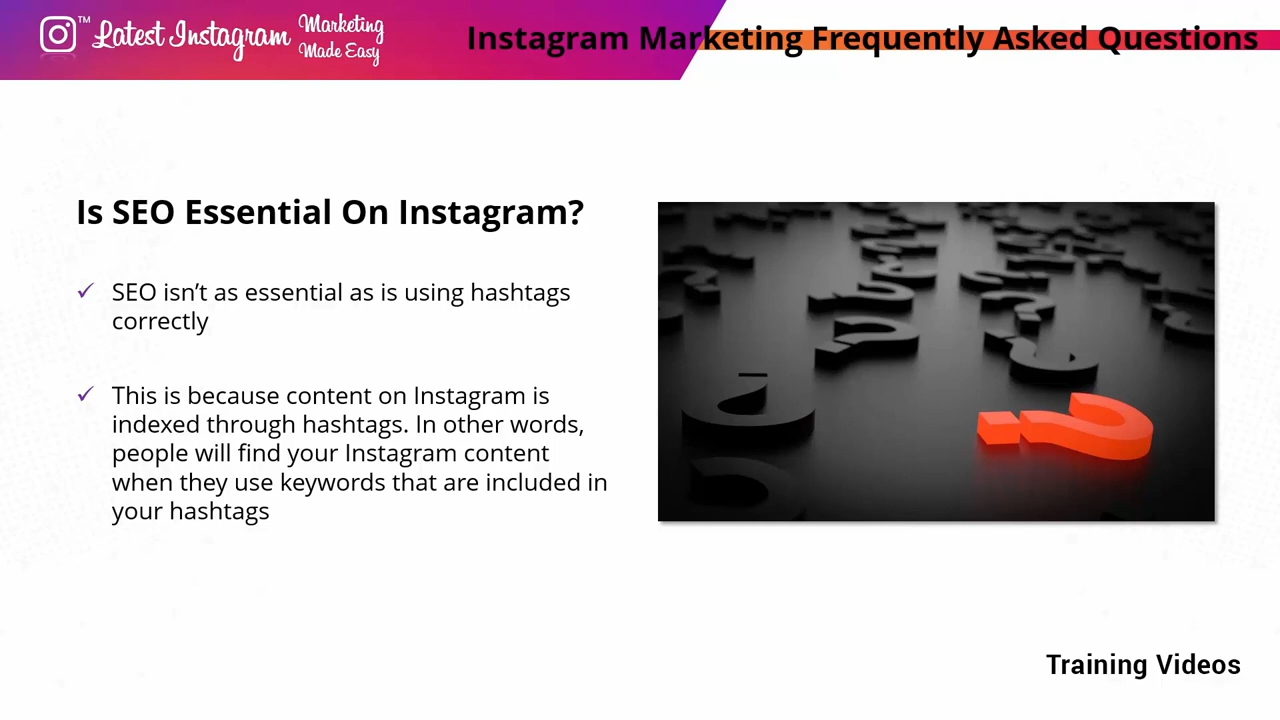 TM
Latest Instagram
Marketing
Made Easy
Instagram Marketing Frequently Asked Questions
Is SEO Essential On Instagram?
✓ SEO isn’t as essential as is using hashtags
correctly
✓ This is because content on Instagram is
indexed through hashtags. In other words,
people will find your Instagram content
when they use keywords that are included in
your hashtags
Training Videos